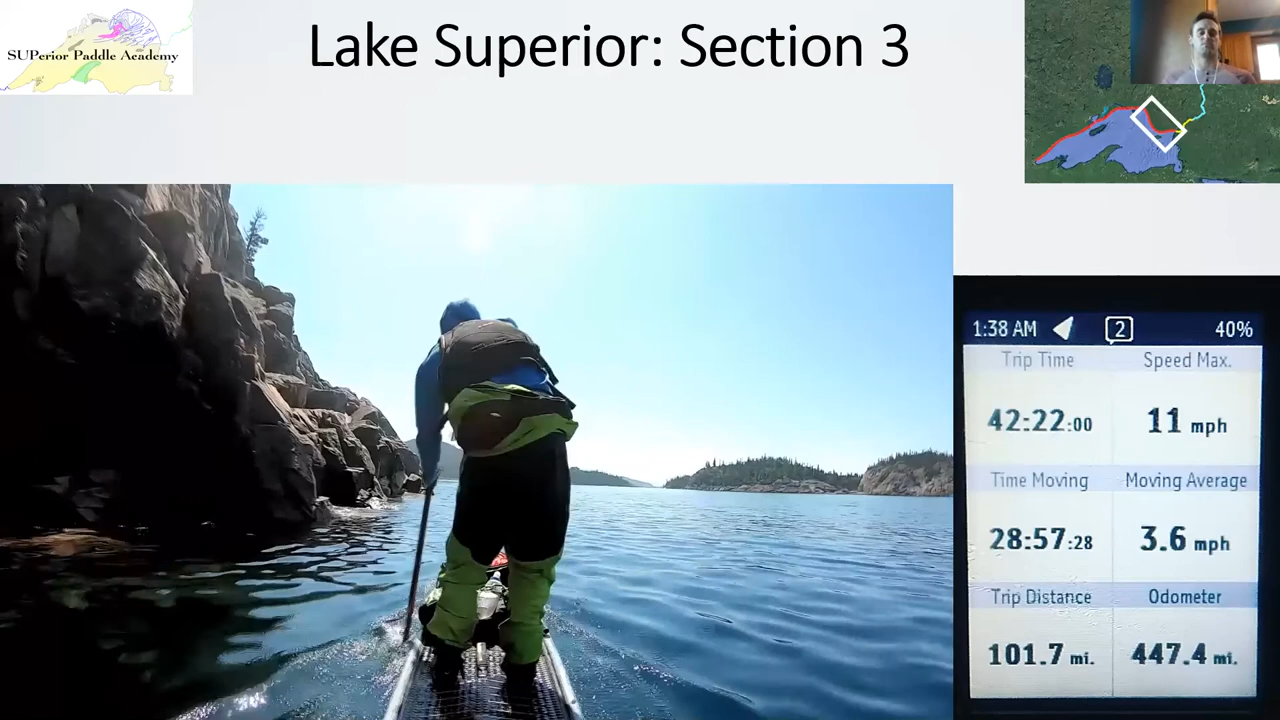 SUPerior Paddle Academy
Lake Superior: Section 3
1:38 AM 2 40%
Trip Time Speed Max.
42:22:00 11 mph
Time Moving Moving Average
28:57:28 3.6 mph
Trip Distance Odometer
101.7 mi. 447.4 mi.